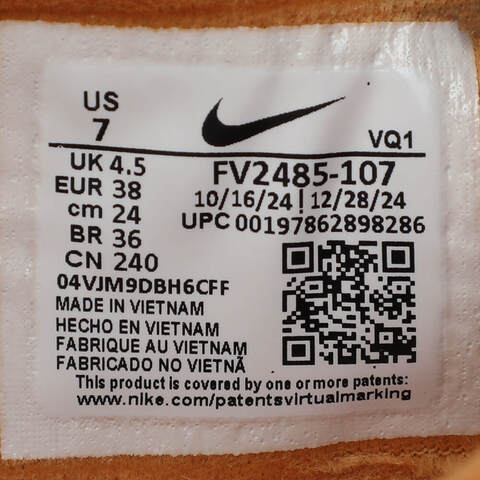 US
7
VQ1
UK 4.5
EUR 38
cm 24
BR 36
CN 240
FV2485-107
10/16/24 | 12/28/24
UPC 00197862898286
04VJM9DBH6CFF
MADE IN VIETNAM
HECHO EN VIETNAM
FABRIQUE AU VIETNAM
FABRICADO NO VIETNÃ
This product is covered by one or more patents:
www.nike.com/patentsvirtualmarking